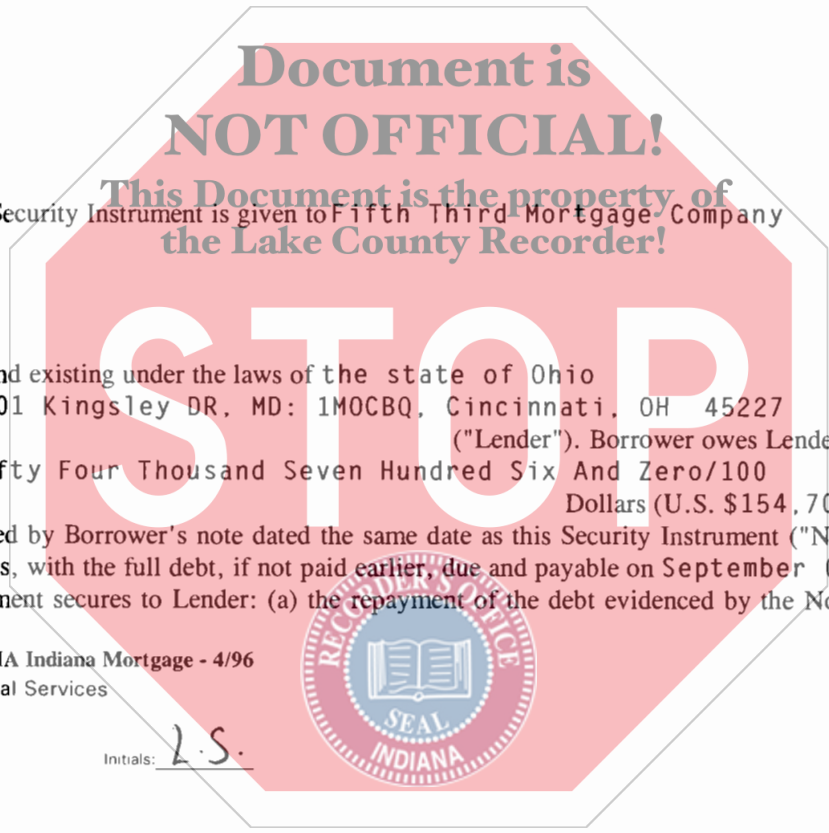 Document is
NOT OFFICIAL!
This Document is the property of
the Lake County Recorder!
Security Instrument is given to Fifth Third Mortgage Company
STOP
nd existing under the laws of the state of Ohio
01 Kingsley DR, MD: 1MOCBQ, Cincinnati, OH 45227
("Lender"). Borrower owes Lende
fty Four Thousand Seven Hundred Six And Zero/100
Dollars (U.S. $154,70
ed by Borrower's note dated the same date as this Security Instrument ("N
s, with the full debt, if not paid earlier, due and payable on September
ment secures to Lender: (a) the repayment of the debt evidenced by the No
RECORDER'S OFFICE
SEAL
INDIANA
A Indiana Mortgage - 4/96
al Services
Initials: L.S.